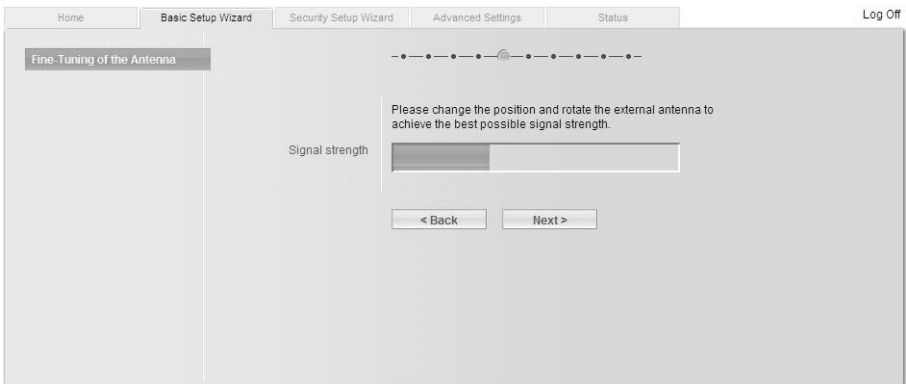 Home Basic Setup Wizard Security Setup Wizard Advanced Settings Status Log Off
Fine-Tuning of the Antenna
Please change the position and rotate the external antenna to
achieve the best possible signal strength.
Signal strength
< Back Next >